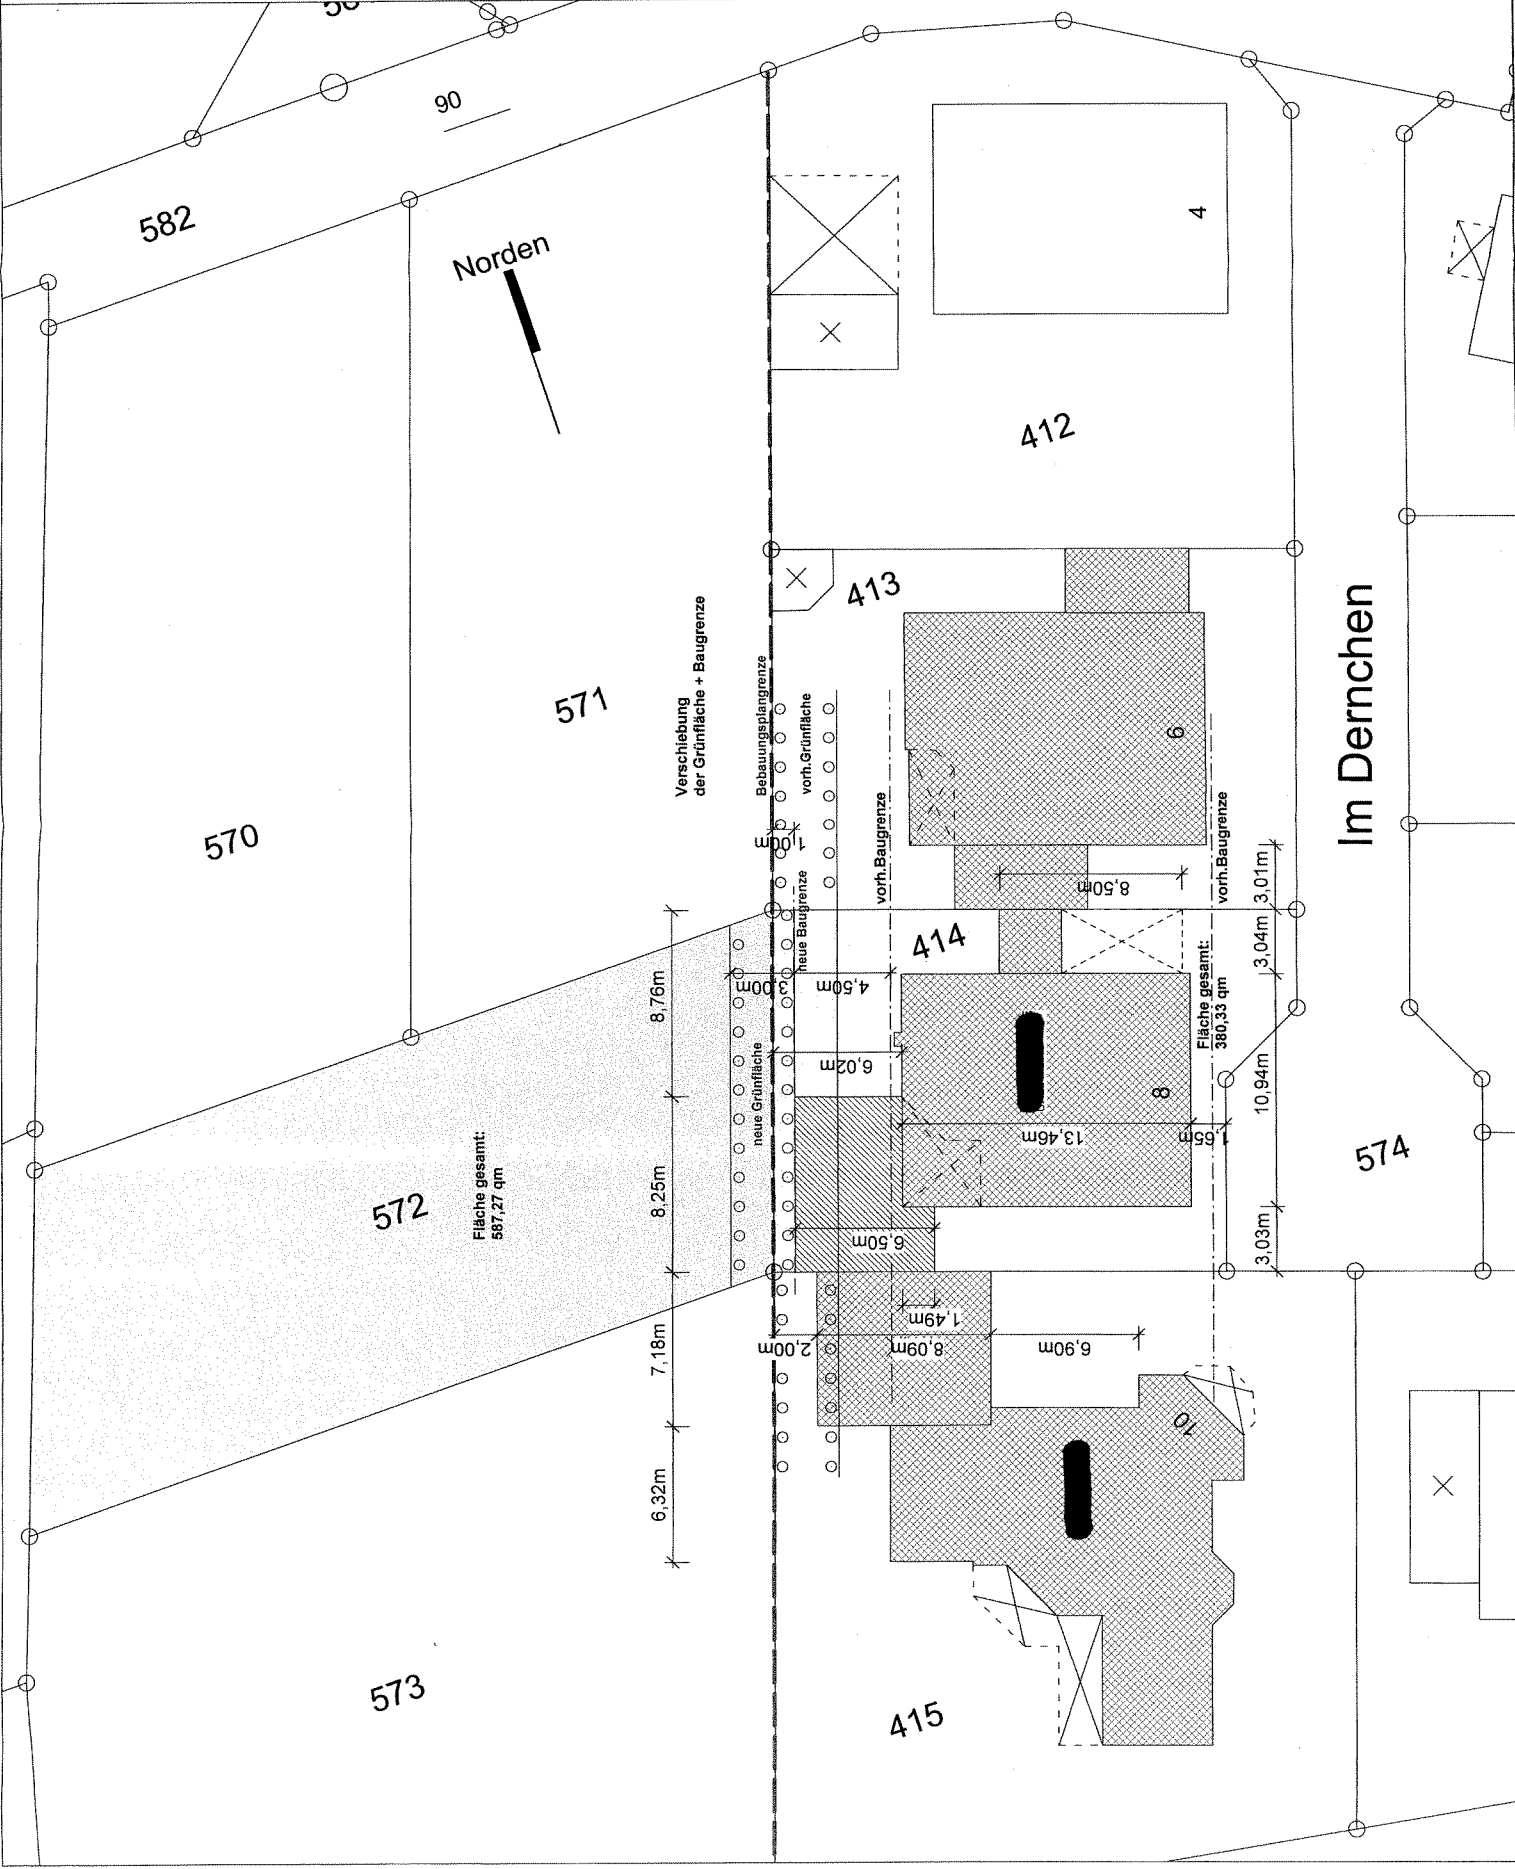 90
582
Norden
4
412
413
Verschiebung
der Grünfläche + Baugrenze
Bebauungsplangrenze
vorh.Grünfläche
571
570
6
Im Dernchen
1,00m
vorh.Baugrenze
vorh.Baugrenze
8,50m
3,01m
neue Baugrenze
414
3,04m
8,76m
3,00m
4,50m
Fläche gesamt:
380,33 qm
neue Grünfläche
6,02m
8
10,94m
13,46m
1,65m
574
572
Fläche gesamt:
587,27 qm
8,25m
6,50m
3,03m
1,49m
7,18m
2,00m
8,09m
6,90m
10
6,32m
573
415